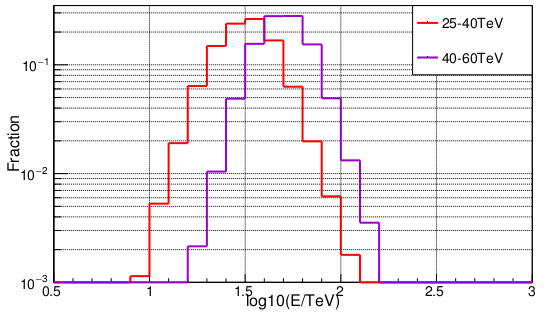 25-40TeV
40-60TeV
Fraction
10⁻¹
10⁻²
10⁻³
0.5 1 1.5 2 2.5 3
log10(E/TeV)